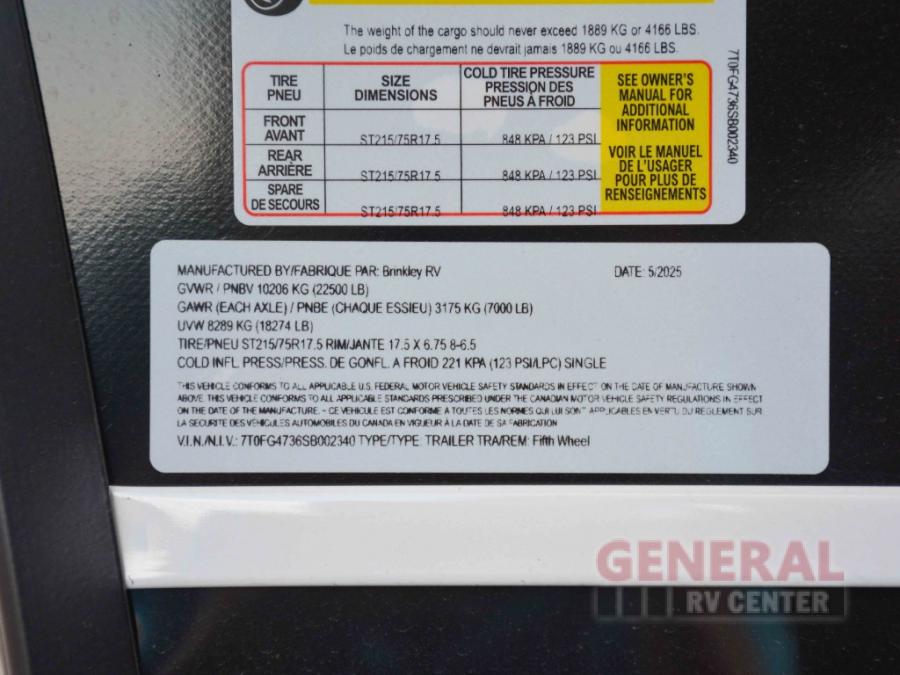 The weight of the cargo should never exceed 1889 KG or 4166 LBS.
Le poids de chargement ne devrait jamais 1889 KG ou 4166 LBS.
TIRE PNEU SIZE DIMENSIONS COLD TIRE PRESSURE PRESSION DES PNEUS À FROID
FRONT AVANT ST215/75R17.5 848 KPA / 123 PSI
REAR ARRIÈRE ST215/75R17.5 848 KPA / 123 PSI
SPARE DE SECOURS ST215/75R17.5 848 KPA / 123 PSI
SEE OWNER'S
MANUAL FOR
ADDITIONAL
INFORMATION
VOIR LE MANUEL
DE L'USAGER
POUR PLUS DE
RENSEIGNEMENTS
7T0FG4736SB002340
MANUFACTURED BY/FABRIQUE PAR: Brinkley RV DATE: 5/2025
GVWR / PNBV 10206 KG (22500 LB)
GAWR (EACH AXLE) / PNBE (CHAQUE ESSIEU) 3175 KG (7000 LB)
UVW 8289 KG (18274 LB)
TIRE/PNEU ST215/75R17.5 RIM/JANTE 17.5 X 6.75 8-6.5
COLD INFL. PRESS/PRESS. DE GONFL. A FROID 221 KPA (123 PSI/LPC) SINGLE
THIS VEHICLE CONFORMS TO ALL APPLICABLE U.S. FEDERAL MOTOR VEHICLE SAFETY STANDARDS IN EFFECT ON THE DATE OF MANUFACTURE SHOWN
ABOVE. THIS VEHICLE CONFORMS TO ALL APPLICABLE STANDARDS PRESCRIBED UNDER THE CANADIAN MOTOR VEHICLE SAFETY REGULATIONS IN EFFECT
ON THE DATE OF THE MANUFACTURE. - CE VEHICULE EST CONFORME A TOUTES LES NORMES QUI LUI SONT APPLICABLES EN VERTU DU REGLEMENT SUR
LA SECURITE DES VEHICULES AUTOMOBILES DU CANADA EN VIGUEUR À LA DATE DE SA FABRICATION
V.I.N./N.I.V.: 7T0FG4736SB002340 TYPE/TYPE: TRAILER TRA/REM: Fifth Wheel
GENERAL
RV CENTER